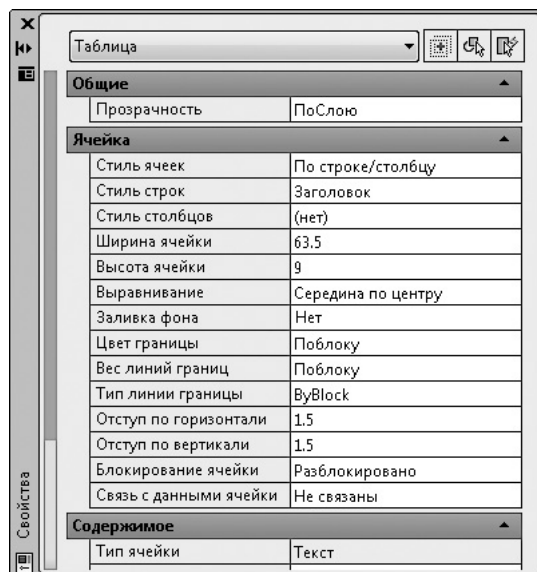 Таблица
Общие
Прозрачность ПоСлою
Ячейка
Стиль ячеек По строке/столбцу
Стиль строк Заголовок
Стиль столбцов (нет)
Ширина ячейки 63.5
Высота ячейки 9
Выравнивание Середина по центру
Заливка фона Нет
Цвет границы Поблоку
Вес линий границ Поблоку
Тип линии границы ByBlock
Отступ по горизонтали 1.5
Отступ по вертикали 1.5
Блокирование ячейки Разблокировано
Связь с данными ячейки Не связаны
Содержимое
Тип ячейки Текст
Свойства